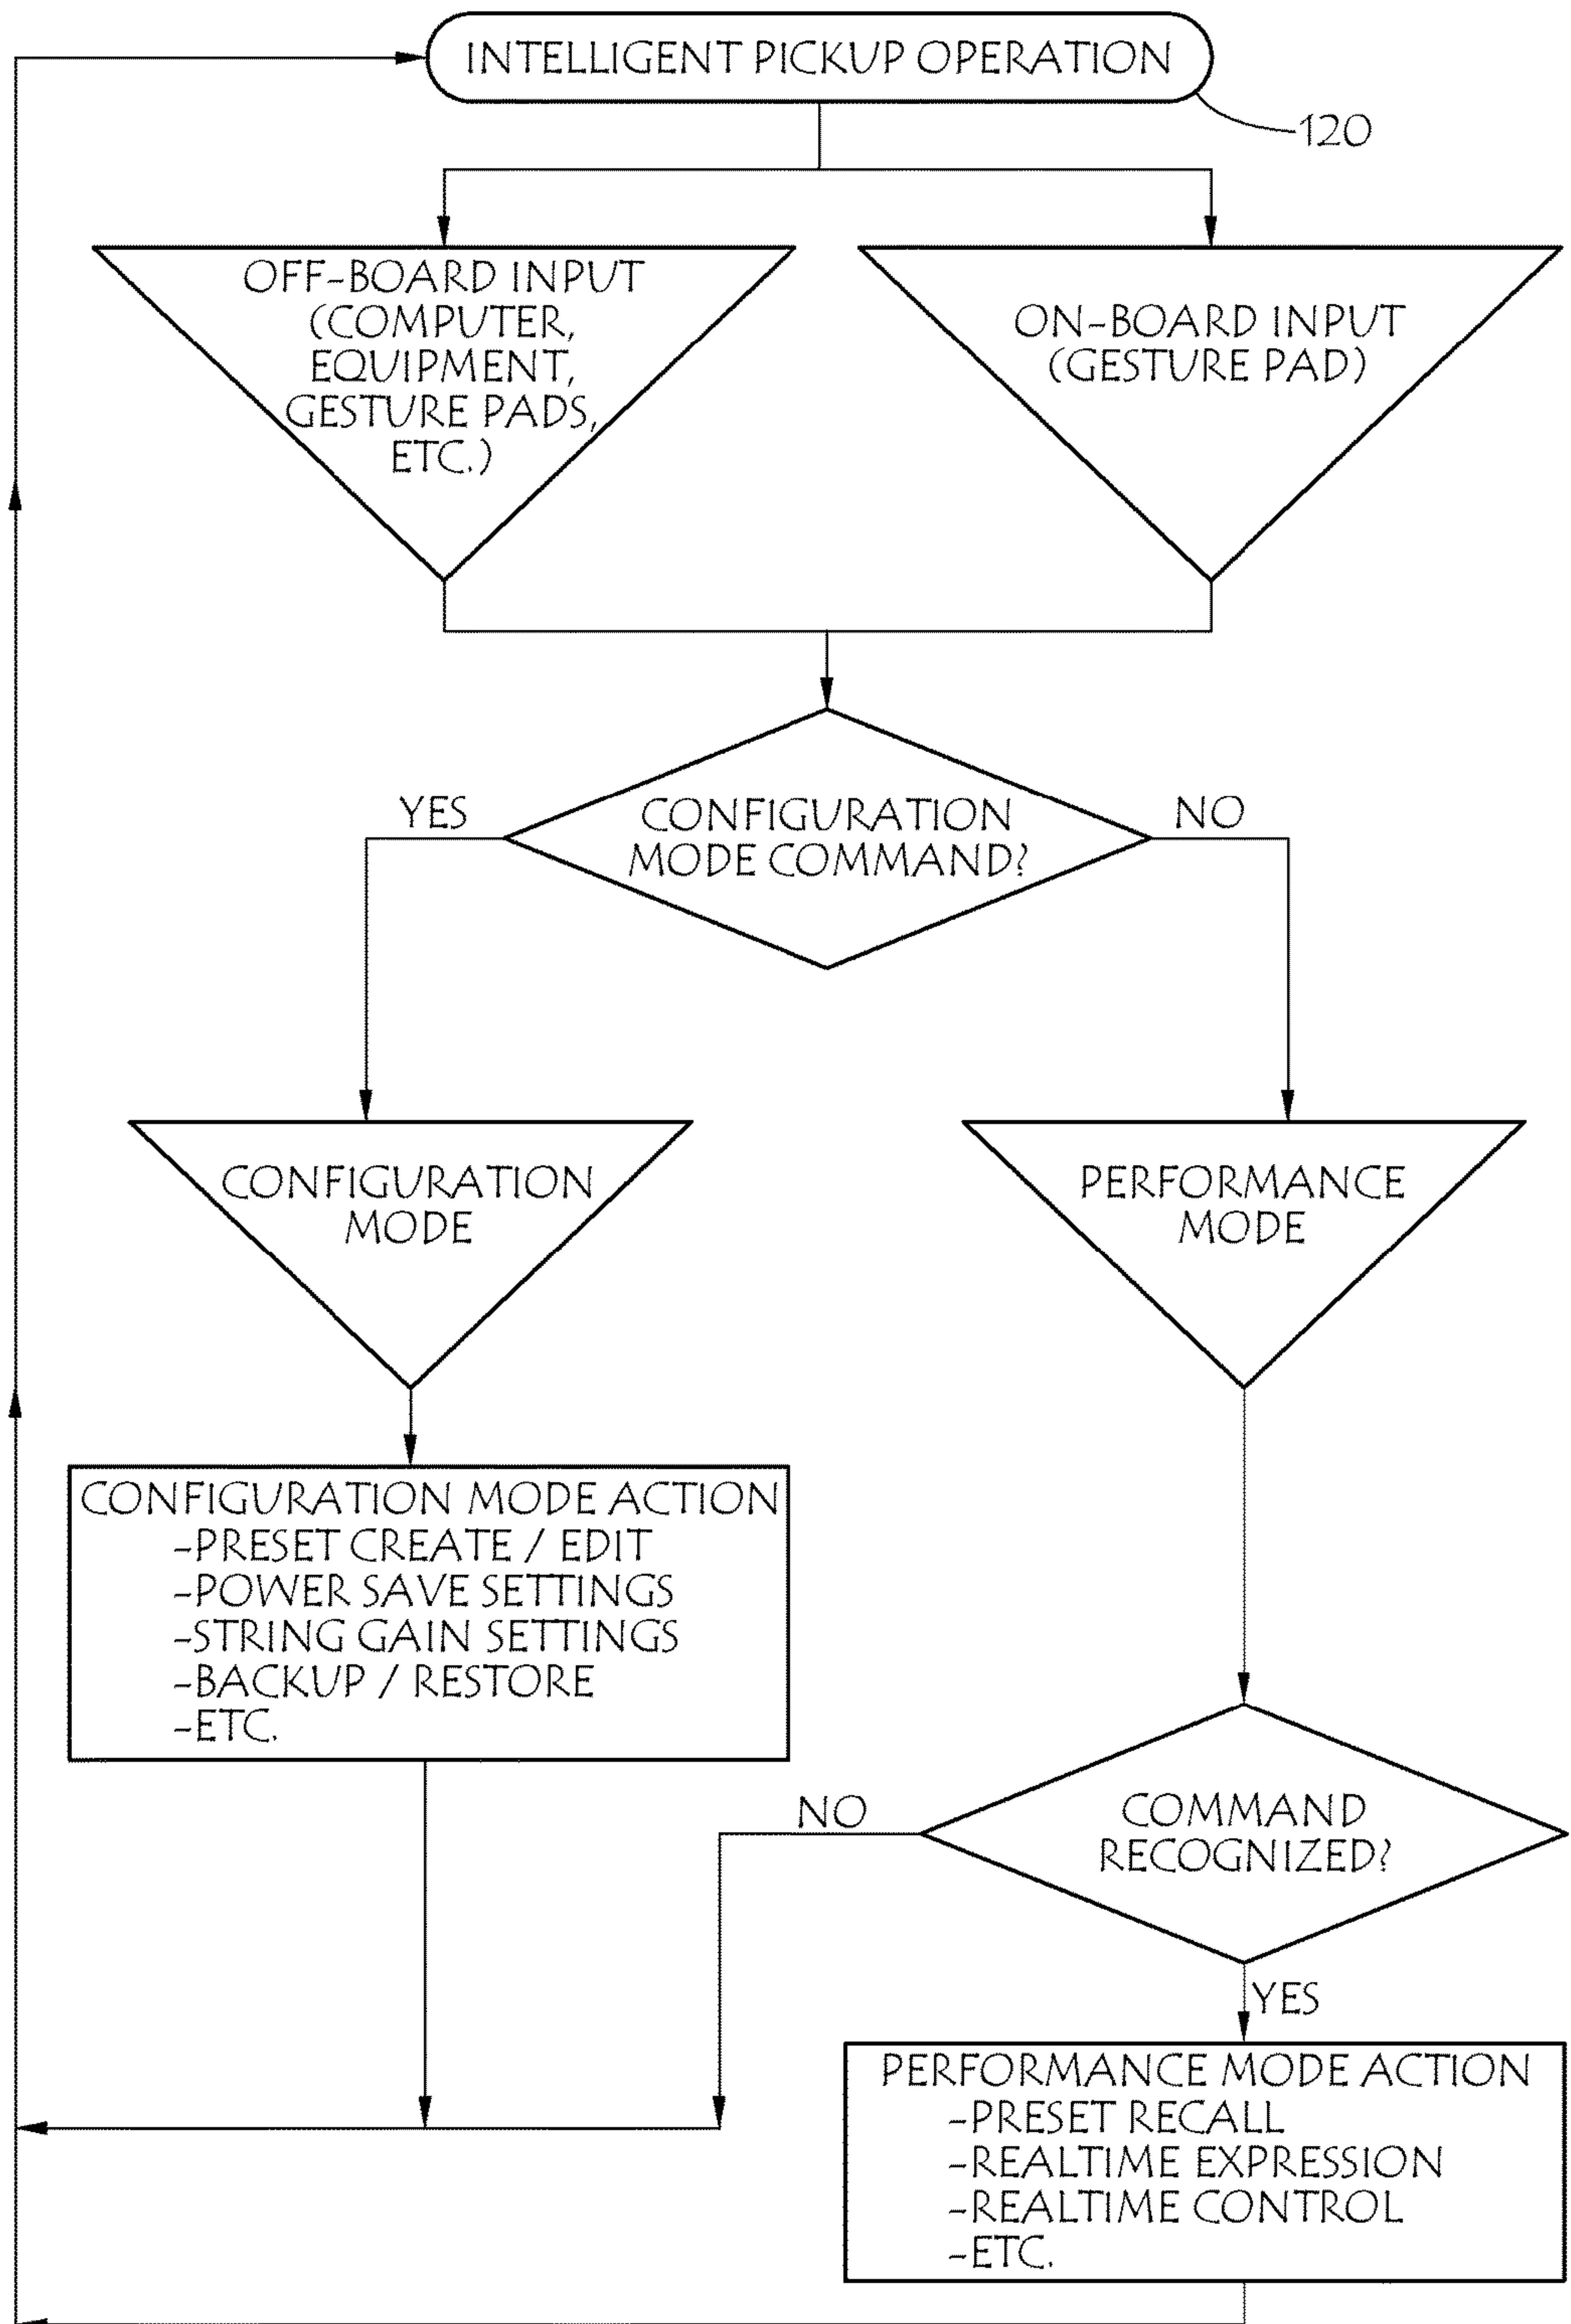 INTELLIGENT PICKUP OPERATION
120
OFF-BOARD INPUT
(COMPUTER,
EQUIPMENT,
GESTURE PADS,
ETC.)
ON-BOARD INPUT
(GESTURE PAD)
YES
CONFIGURATION
MODE COMMAND?
NO
CONFIGURATION
MODE
PERFORMANCE
MODE
CONFIGURATION MODE ACTION
-PRESET CREATE / EDIT
-POWER SAVE SETTINGS
-STRING GAIN SETTINGS
-BACKUP / RESTORE
-ETC.
NO
COMMAND
RECOGNIZED?
YES
PERFORMANCE MODE ACTION
-PRESET RECALL
-REALTIME EXPRESSION
-REALTIME CONTROL
-ETC.